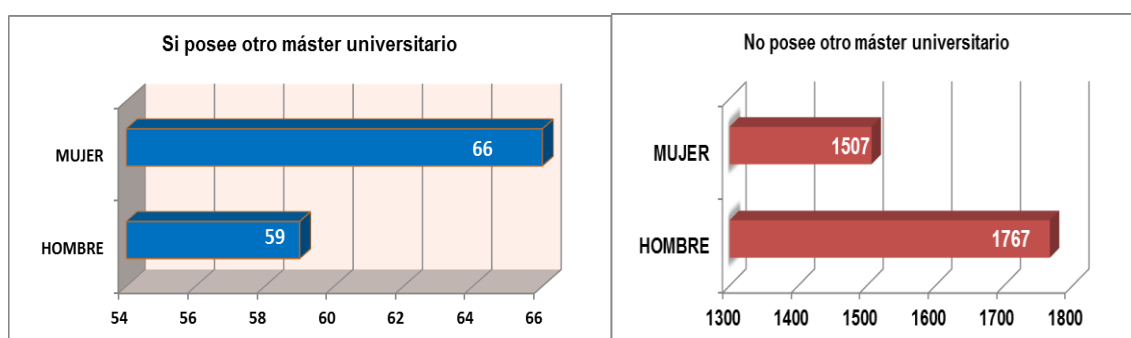 Si posee otro máster universitario
MUJER
66
HOMBRE
59
54 56 58 60 62 64 66
No posee otro máster universitario
MUJER
1507
HOMBRE
1767
1300 1400 1500 1600 1700 1800